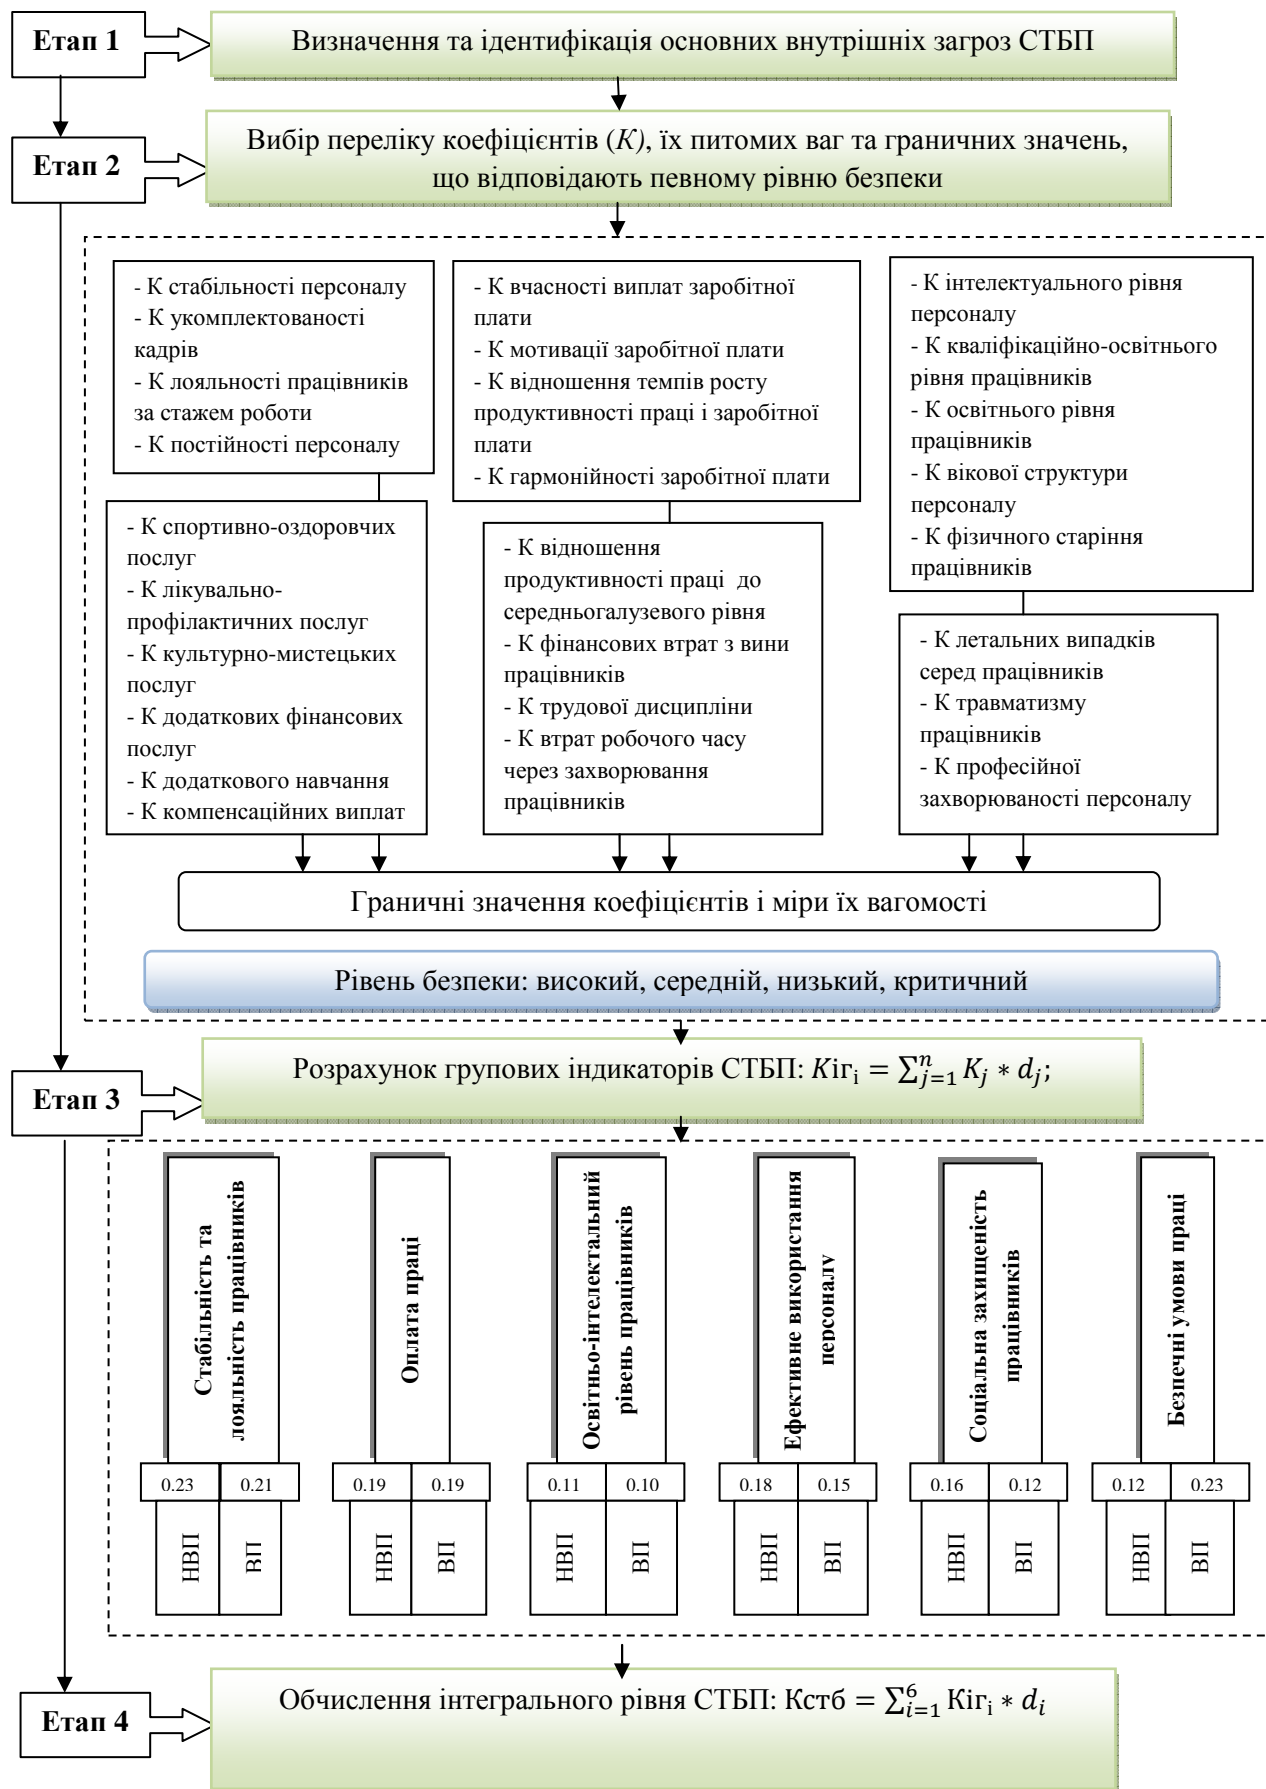 Етап 1
Визначення та ідентифікація основних внутрішніх загроз СТБП
Етап 2
Вибір переліку коефіцієнтів (К), їх питомих ваг та граничних значень,
що відповідають певному рівню безпеки
- К стабільності персоналу
- К укомплектованості
кадрів
- К лояльності працівників
за стажем роботи
- К постійності персоналу
- К вчасності виплат заробітної
плати
- К мотивації заробітної плати
- К відношення темпів росту
продуктивності праці і заробітної
плати
- К гармонійності заробітної плати
- К інтелектуального рівня
персоналу
- К кваліфікаційно-освітнього
рівня працівників
- К освітнього рівня
працівників
- К вікової структури
персоналу
- К фізичного старіння
працівників
- К спортивно-оздоровчих
послуг
- К лікувально-
профілактичних послуг
- К культурно-мистецьких
послуг
- К додаткових фінансових
послуг
- К додаткового навчання
- К компенсаційних виплат
- К відношення
продуктивності праці до
середньогалузевого рівня
- К фінансових втрат з вини
працівників
- К трудової дисципліни
- К втрат робочого часу
через захворювання
працівників
- К летальних випадків
серед працівників
- К травматизму
працівників
- К професійної
захворюваності персоналу
Граничні значення коефіцієнтів і міри їх вагомості
Рівень безпеки: високий, середній, низький, критичний
Етап 3
Розрахунок групових індикаторів СТБП: Kіг_i = ∑_{j=1}^{n} K_j * d_j;
Стабільність та
лояльність працівників
Оплата праці
Освітньо-інтелектальний
рівень працівників
Ефективне використання
персоналу
Соціальна захищеність
працівників
Безпечні умови праці
0.23 0.21 0.19 0.19 0.11 0.10 0.18 0.15 0.16 0.12 0.12 0.23
НВП ВП НВП ВП НВП ВП НВП ВП НВП ВП НВП ВП
Етап 4
Обчислення інтегрального рівня СТБП: Кстб = ∑_{i=1}^{6} Кіг_i * d_i